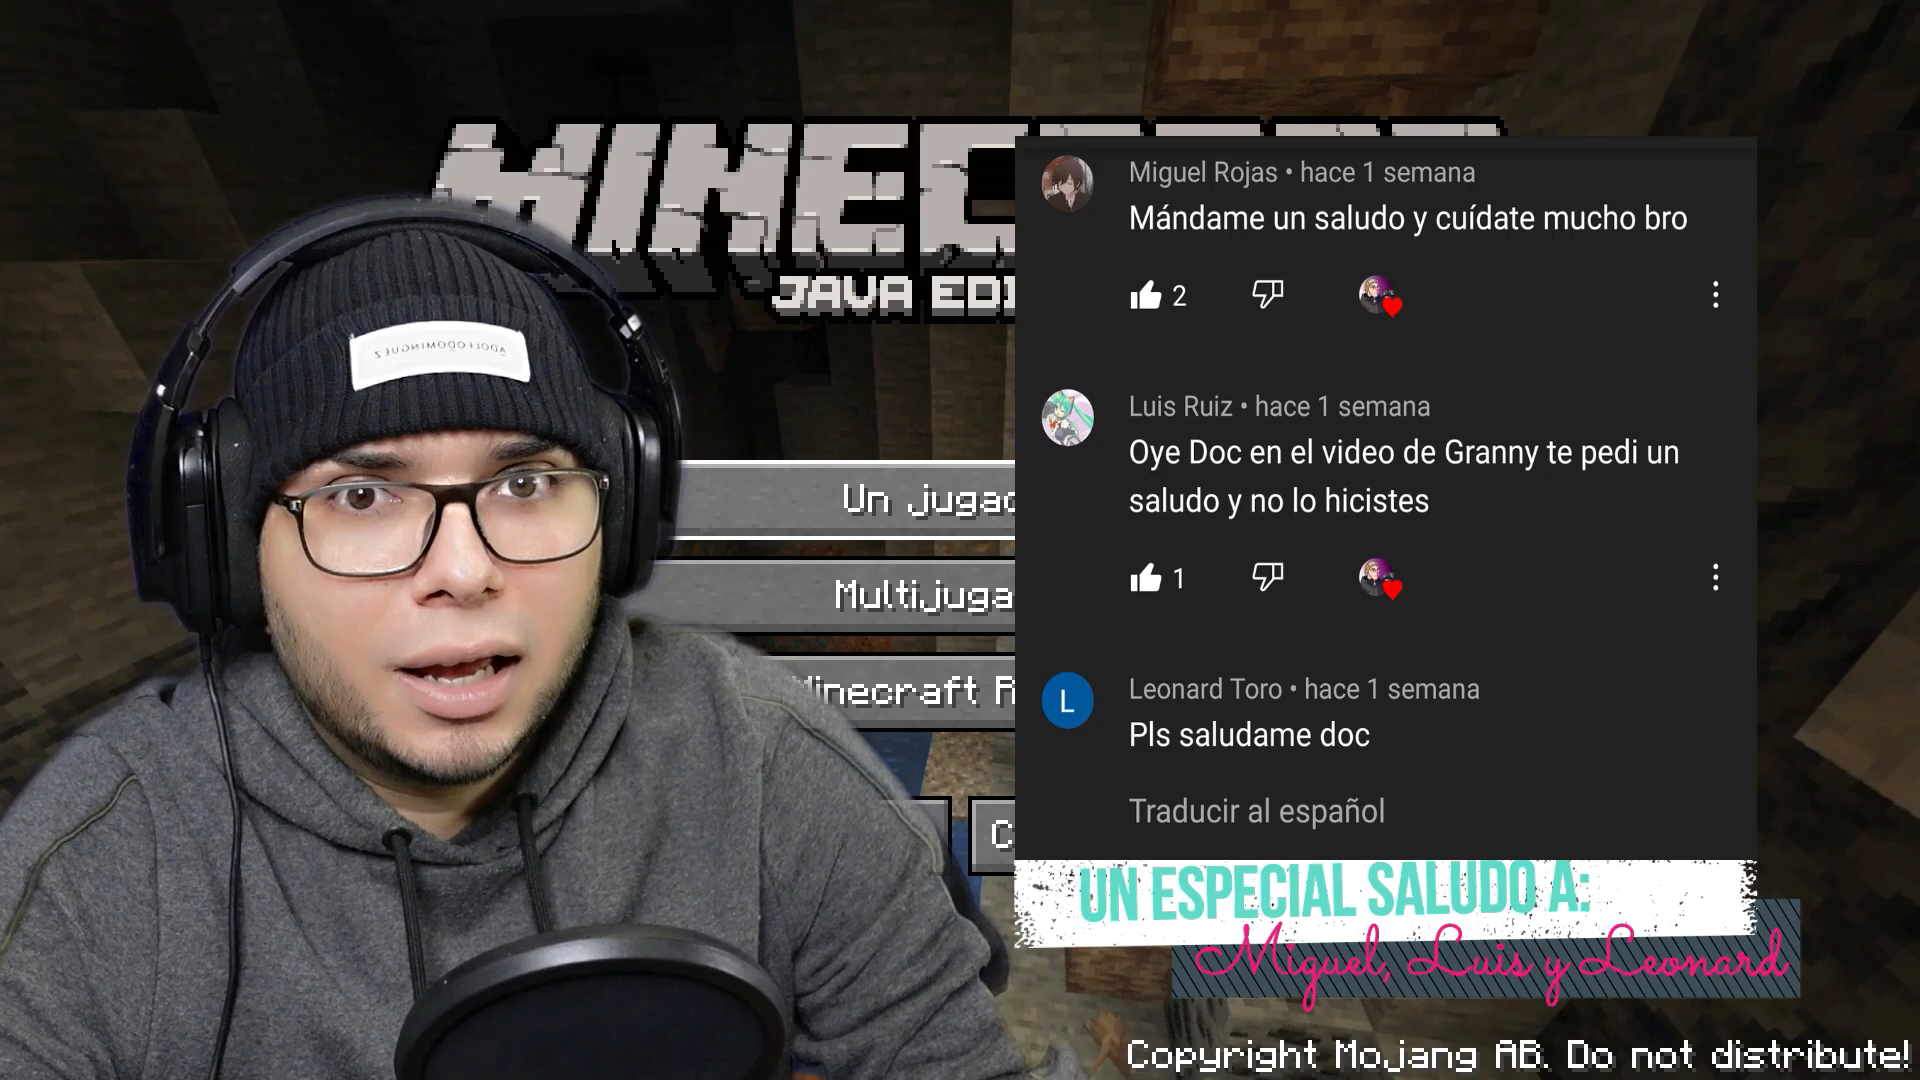 MINEC
JAVA EDI
ADOLFODOMINGUEZ
Un jugad
Multijuga
Minecraft R
C
Miguel Rojas • hace 1 semana
Mándame un saludo y cuídate mucho bro
2
Luis Ruiz • hace 1 semana
Oye Doc en el video de Granny te pedi un
saludo y no lo hicistes
1
L
Leonard Toro • hace 1 semana
Pls saludame doc
Traducir al español
UN ESPECIAL SALUDO A:
Miguel, Luis y Leonard
Copyright Mojang AB. Do not distribute!